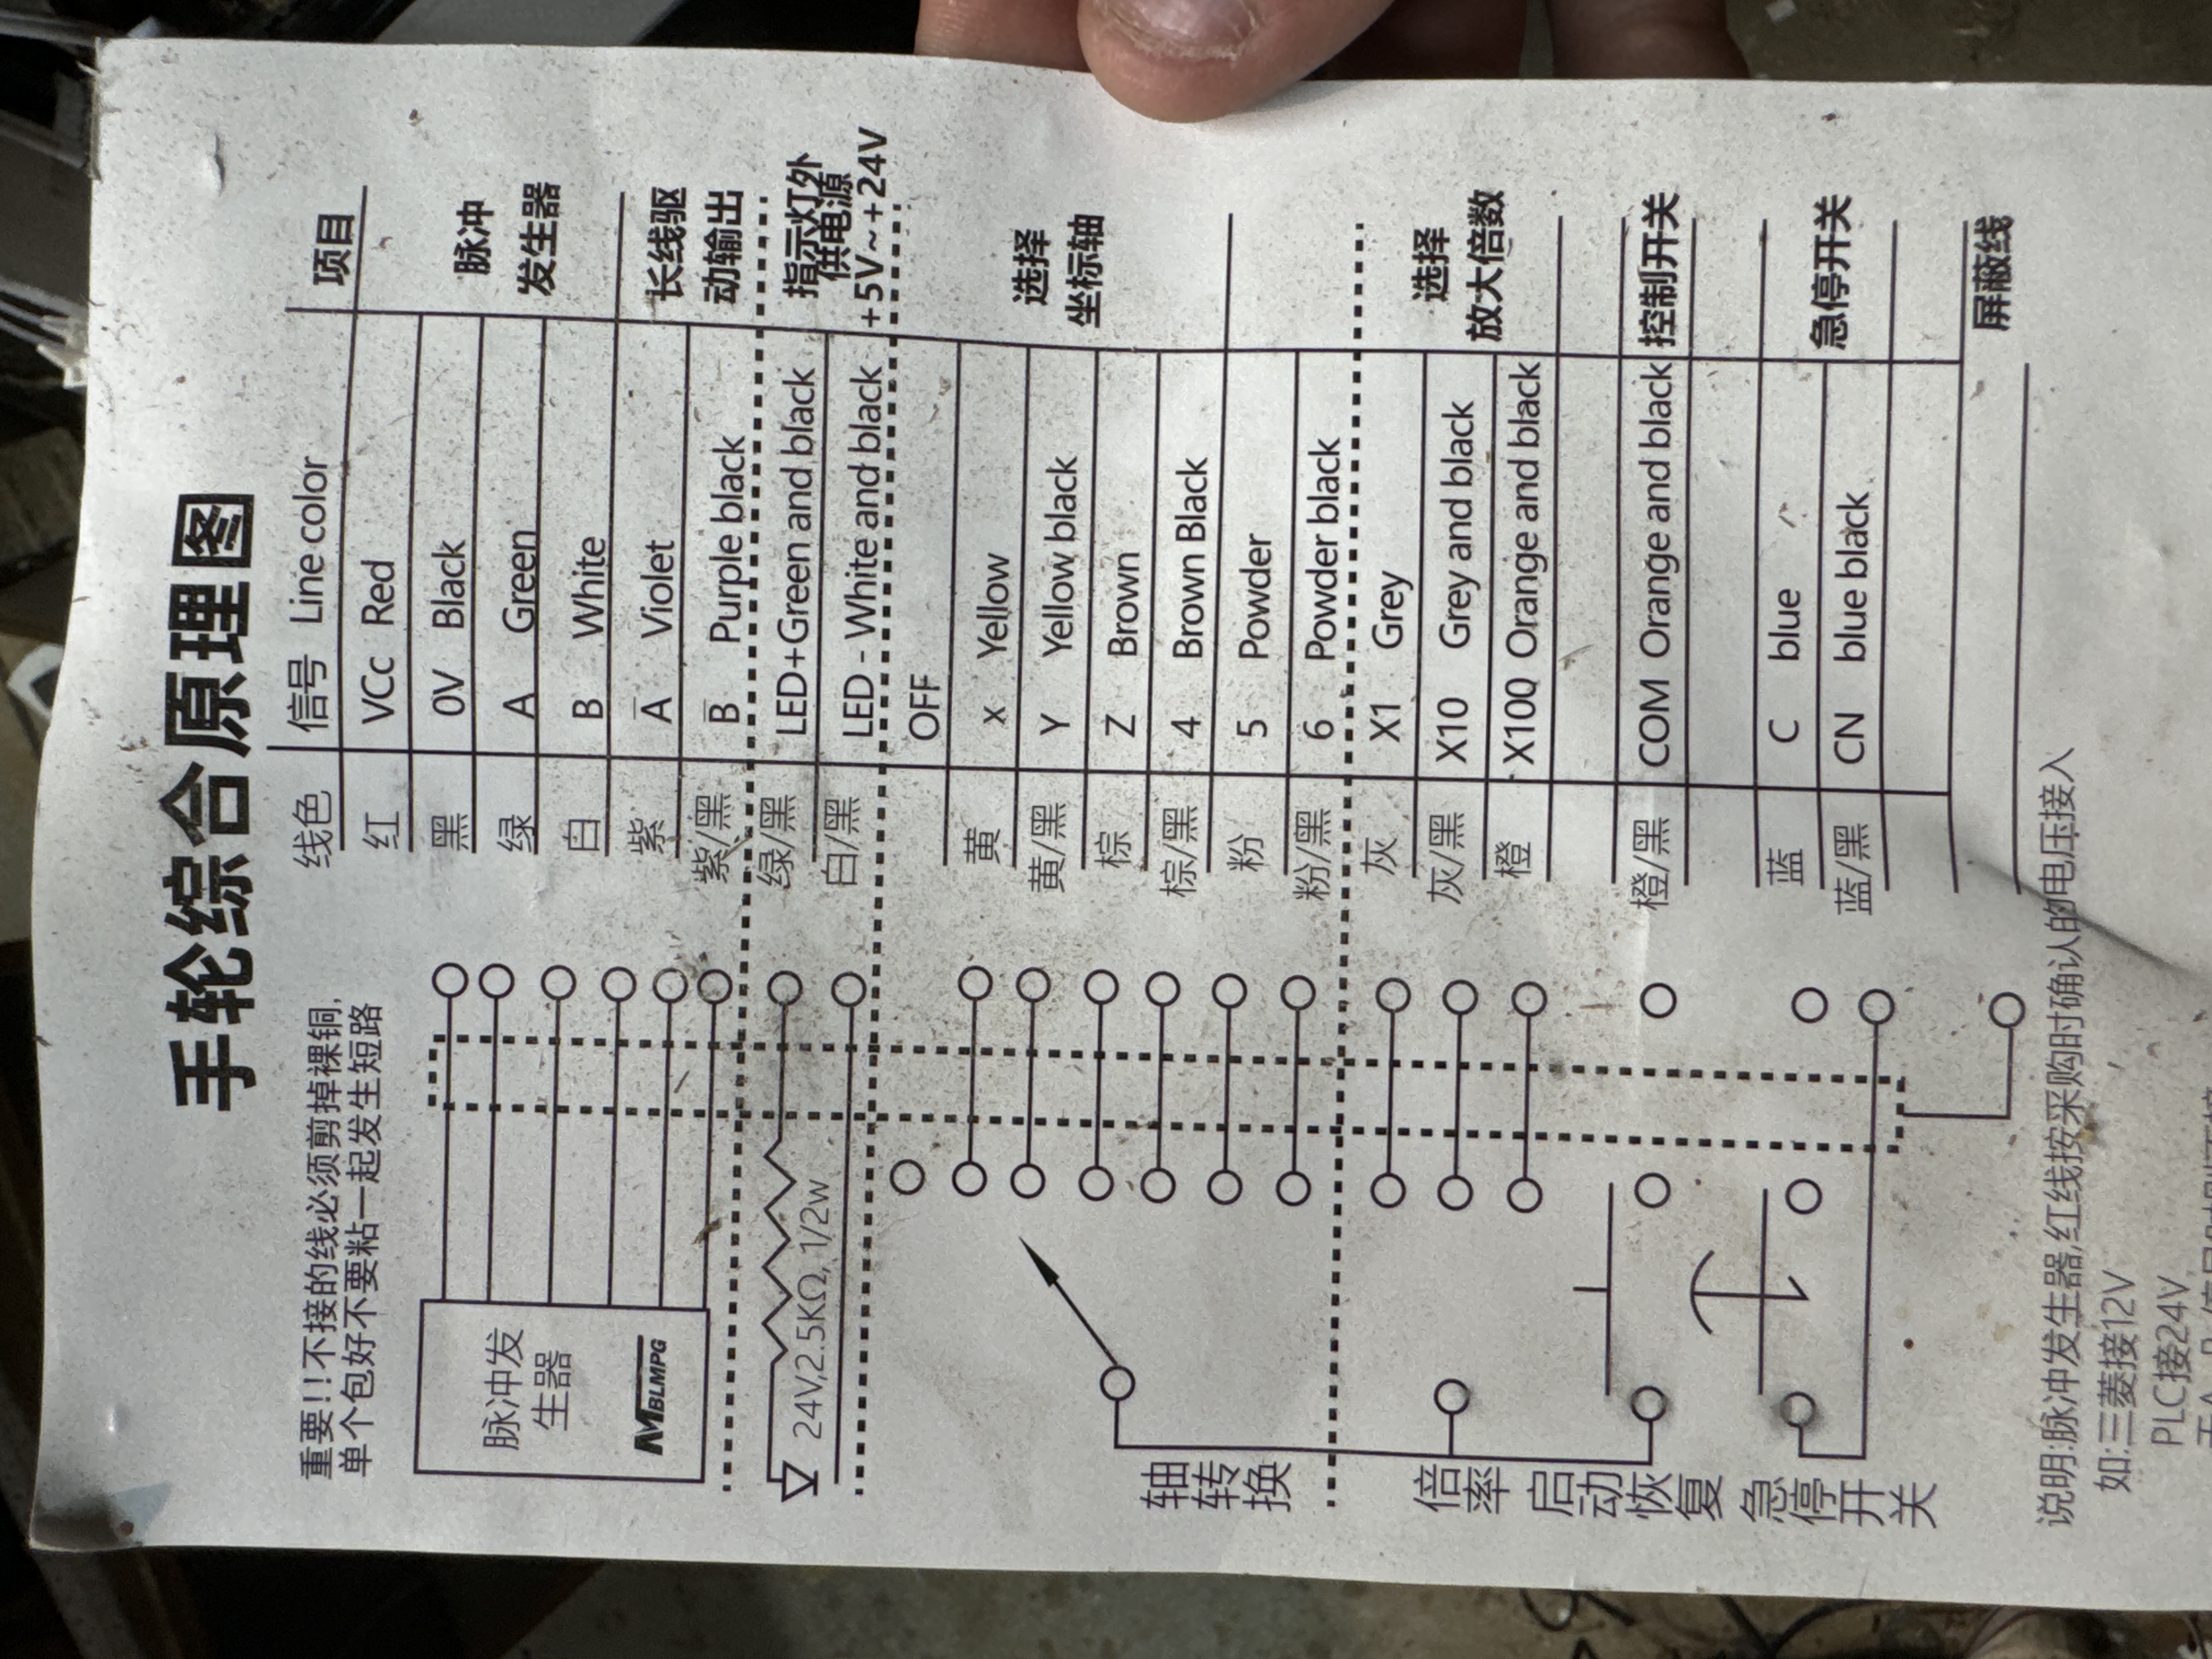 手轮综合原理图
重要!!不接的线必须剪掉裸铜,
单个包好不要粘一起发生短路
线色 信号 Line color 项目
红 VCc Red
黑 0V Black
绿 A Green
白 B White
脉冲
发生器
紫 A̅ Violet
紫/黑 B̅ Purple black
长线驱
动输出
脉冲发
生器
MBLMPG
绿/黑 LED+Green and black
白/黑 LED - White and black
指示灯外
供电源
+5V~+24V
24V,2.5KΩ, 1/2w
OFF
黄 x Yellow
黄/黑 Y Yellow black
棕 Z Brown
棕/黑 4 Brown Black
粉 5 Powder
粉/黑 6 Powder black
选择
坐标轴
轴转换
灰 X1 Grey
灰/黑 X10 Grey and black
橙 X100 Orange and black
选择
放大倍数
倍率
橙/黑 COM Orange and black 控制开关
启动恢复
蓝 C blue
蓝/黑 CN blue black
急停开关
急停开关
屏蔽线
说明:脉冲发生器,红线按采购时确认的电压接入
如:三菱接12V
PLC接24V